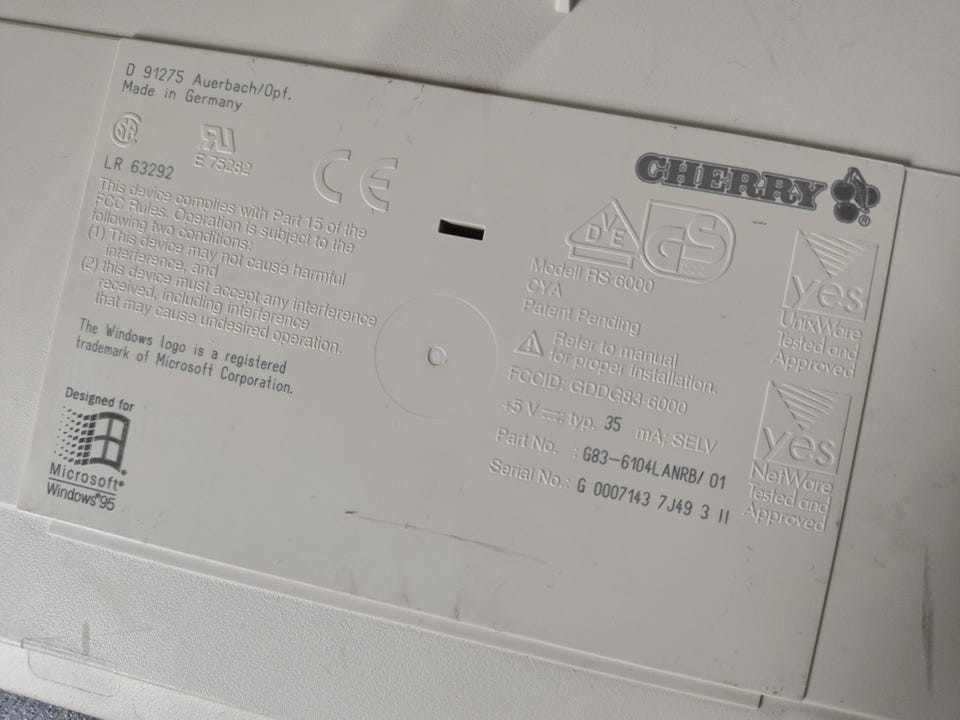 D 91275 Auerbach/Opf.
Made in Germany
LR 63292
E 75282
CE
This device complies with Part 15 of the
FCC Rules. Operation is subject to the
following two conditions:
(1) This device may not cause harmful
interference, and
(2) this device must accept any interference
received, including interference
that may cause undesired operation.
The Windows logo is a registered
trademark of Microsoft Corporation.
Designed for
Microsoft®
Windows®95
CHERRY
VDE
GS
Modell RS 6000
CYA
Patent Pending
Refer to manual
for proper Installation.
FCCID: GDDG83-6000
+5 V ⎓ typ. 35 mA; SELV
Part No. : G83-6104LANRB/ 01
Serial No.: G 0007143 7J49 3 II
yes
UnixWare
Tested and
Approved
yes
NetWare
Tested and
Approved